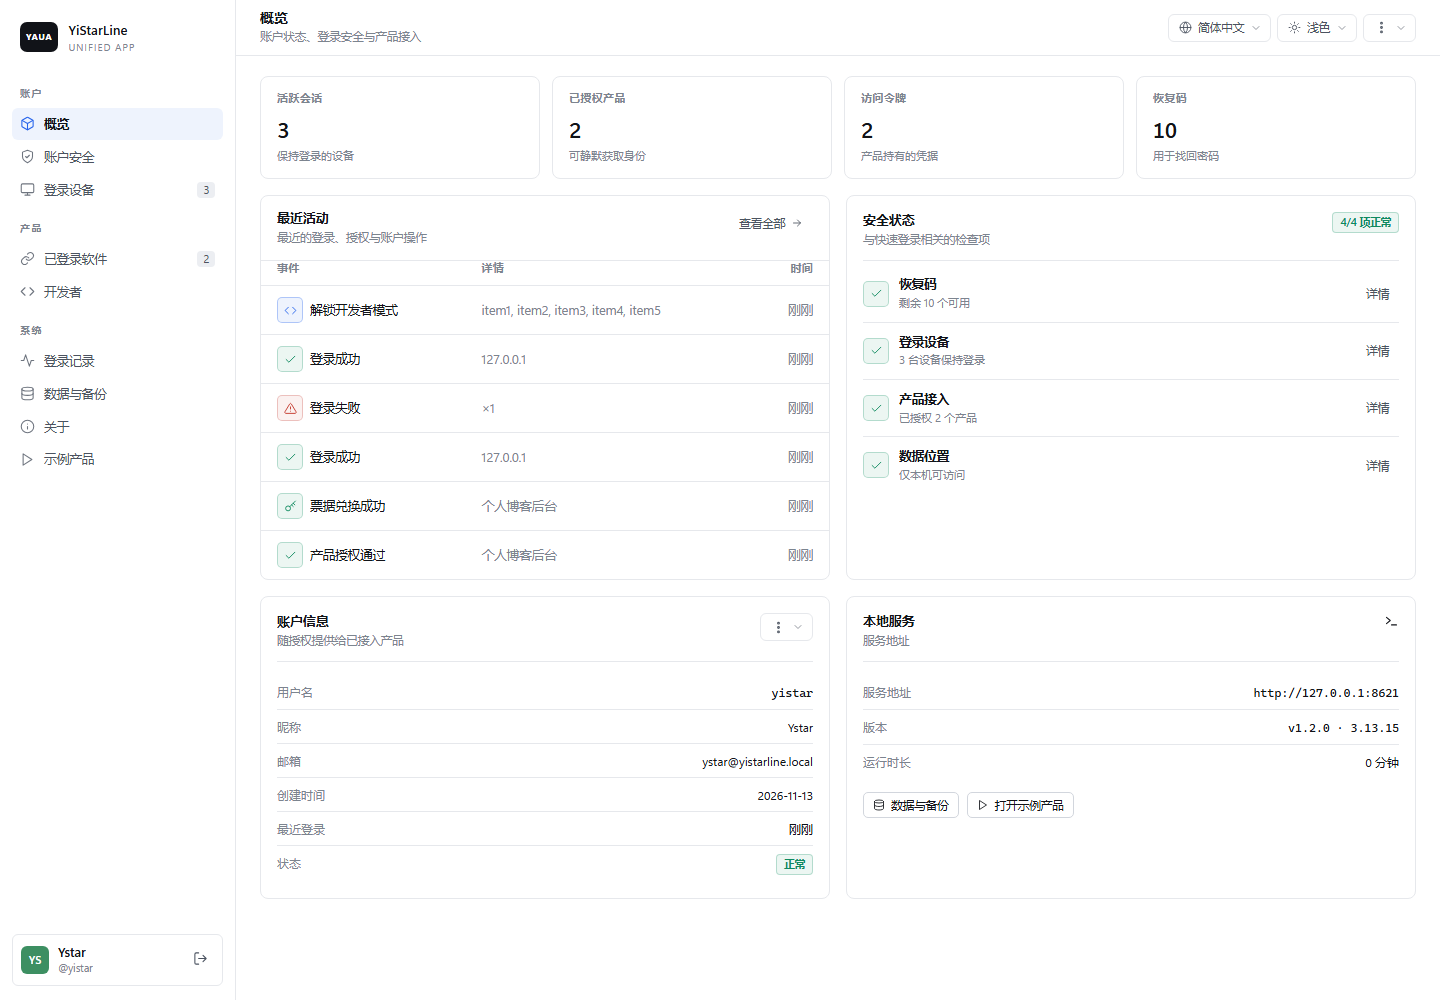 YAUA
YiStarLine
UNIFIED APP
账户
概览
账户安全
登录设备
3
产品
已登录软件
2
开发者
系统
登录记录
数据与备份
关于
示例产品
YS
Ystar
@yistar
概览
账户状态、登录安全与产品接入
简体中文
浅色
活跃会话
3
保持登录的设备
已授权产品
2
可静默获取身份
访问令牌
2
产品持有的凭据
恢复码
10
用于找回密码
最近活动
最近的登录、授权与账户操作
查看全部
事件 详情 时间
解锁开发者模式 item1, item2, item3, item4, item5 刚刚
登录成功 127.0.0.1 刚刚
登录失败 ×1 刚刚
登录成功 127.0.0.1 刚刚
票据兑换成功 个人博客后台 刚刚
产品授权通过 个人博客后台 刚刚
安全状态
与快速登录相关的检查项
4/4 项正常
恢复码
剩余 10 个可用
详情
登录设备
3 台设备保持登录
详情
产品接入
已授权 2 个产品
详情
数据位置
仅本机可访问
详情
账户信息
随授权提供给已接入产品
用户名 yistar
昵称 Ystar
邮箱 ystar@yistarline.local
创建时间 2026-11-13
最近登录 刚刚
状态 正常
本地服务
服务地址
服务地址 http://127.0.0.1:8621
版本 v1.2.0 · 3.13.15
运行时长 0 分钟
数据与备份 打开示例产品